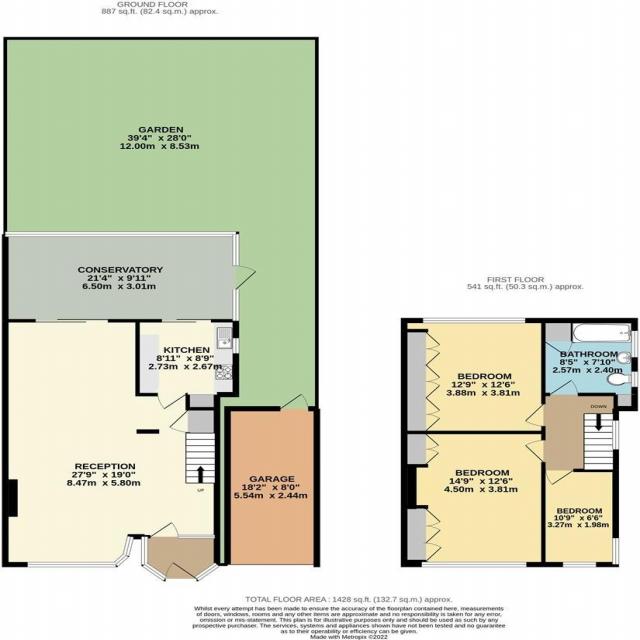 GROUND FLOOR
887 sq.ft. (82.4 sq.m.) approx.
GARDEN
39'4" x 28'0"
12.00m x 8.53m
CONSERVATORY
21'4" x 9'11"
6.50m x 3.01m
KITCHEN
8'11" x 8'9"
2.73m x 2.67m
RECEPTION
27'9" x 19'0"
8.47m x 5.80m
UP
GARAGE
18'2" x 8'0"
5.54m x 2.44m
FIRST FLOOR
541 sq.ft. (50.3 sq.m.) approx.
BATHROOM
8'5" x 7'10"
2.57m x 2.40m
BEDROOM
12'9" x 12'6"
3.88m x 3.81m
DOWN
BEDROOM
14'9" x 12'6"
4.50m x 3.81m
BEDROOM
10'9" x 6'6"
3.27m x 1.98m
TOTAL FLOOR AREA : 1428 sq.ft. (132.7 sq.m.) approx.
Whilst every attempt has been made to ensure the accuracy of the floorplan contained here, measurements
of doors, windows, rooms and any other items are approximate and no responsibility is taken for any error,
omission or mis-statement. This plan is for illustrative purposes only and should be used as such by any
prospective purchaser. The services, systems and appliances shown have not been tested and no guarantee
as to their operability or efficiency can be given.
Made with Metropix ©2022